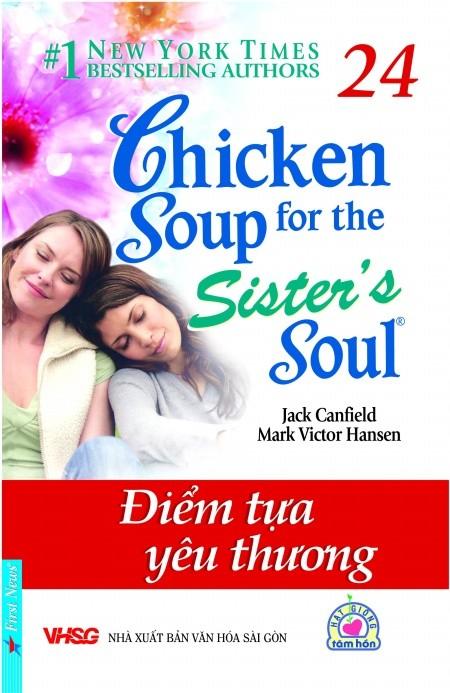 #1 NEW YORK TIMES
BESTSELLING AUTHORS
24
Chicken
Soup for the
Sister's
Soul®
Jack Canfield
Mark Victor Hansen
Điểm tựa
yêu thương
First News®
VHSG NHÀ XUẤT BẢN VĂN HÓA SÀI GÒN
HẠT GIỐNG
tâm hồn